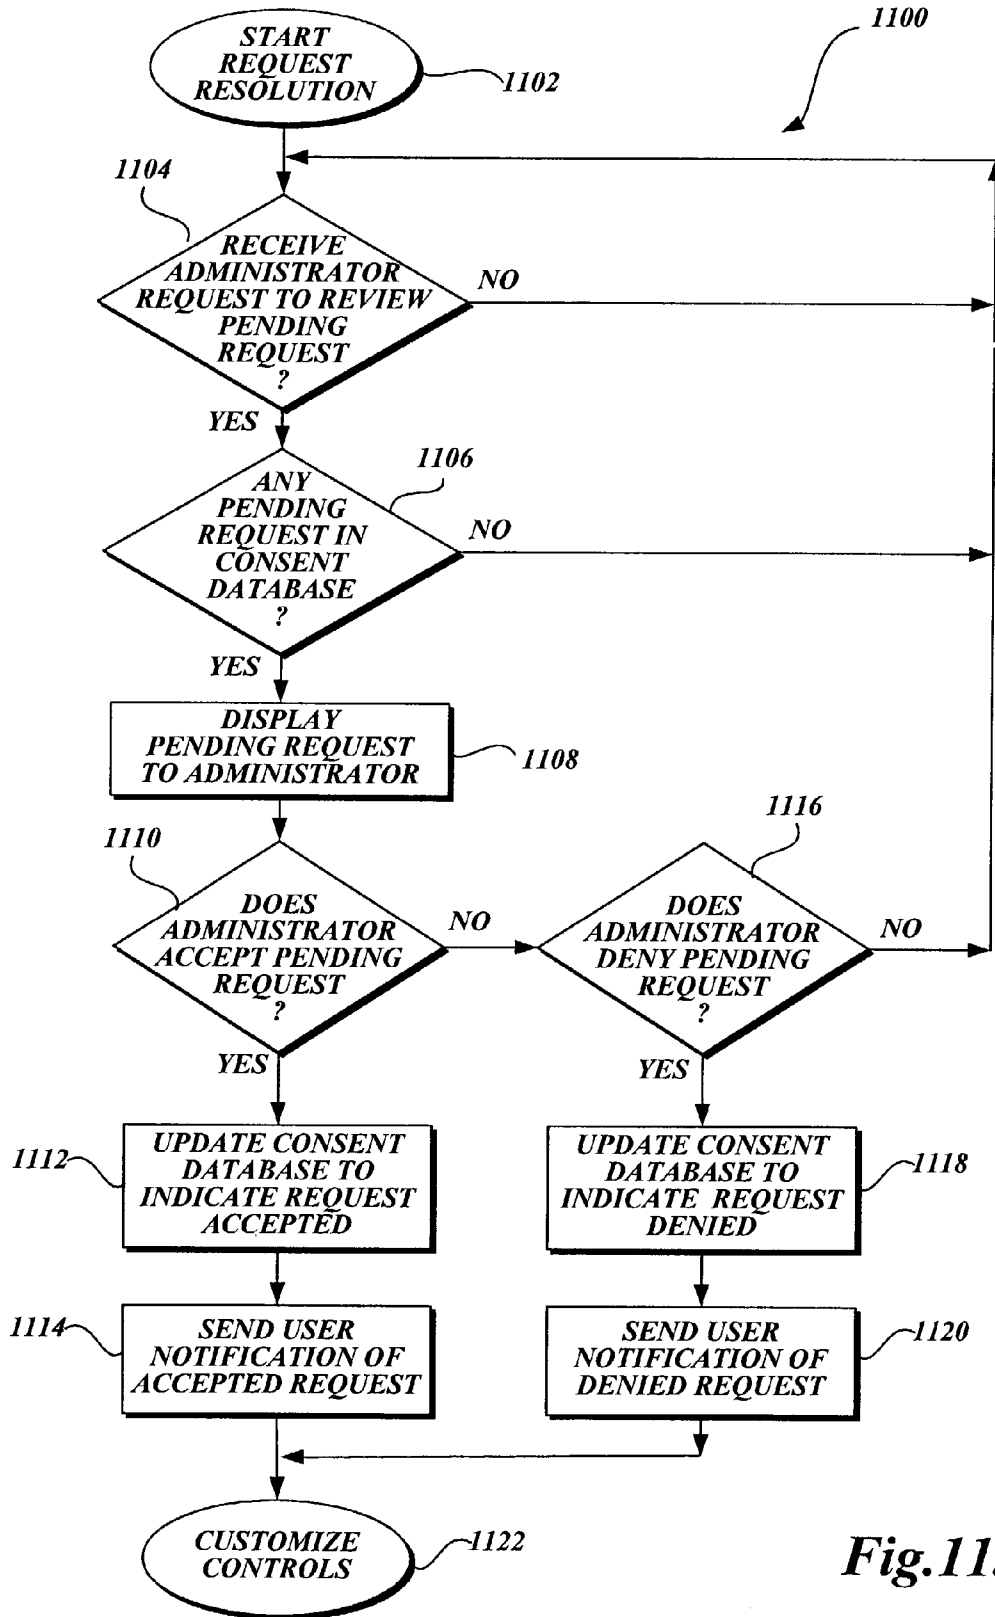 1100
START
REQUEST
RESOLUTION
1102
1104
RECEIVE
ADMINISTRATOR
REQUEST TO REVIEW
PENDING
REQUEST
?
NO
YES
1106
ANY
PENDING
REQUEST IN
CONSENT
DATABASE
?
NO
YES
DISPLAY
PENDING REQUEST
TO ADMINISTRATOR
1108
1110
DOES
ADMINISTRATOR
ACCEPT PENDING
REQUEST
?
NO
YES
1116
DOES
ADMINISTRATOR
DENY PENDING
REQUEST
?
NO
YES
1112
UPDATE CONSENT
DATABASE TO
INDICATE REQUEST
ACCEPTED
UPDATE CONSENT
DATABASE TO
INDICATE REQUEST
DENIED
1118
1114
SEND USER
NOTIFICATION OF
ACCEPTED REQUEST
SEND USER
NOTIFICATION OF
DENIED REQUEST
1120
CUSTOMIZE
CONTROLS
1122
Fig.11.